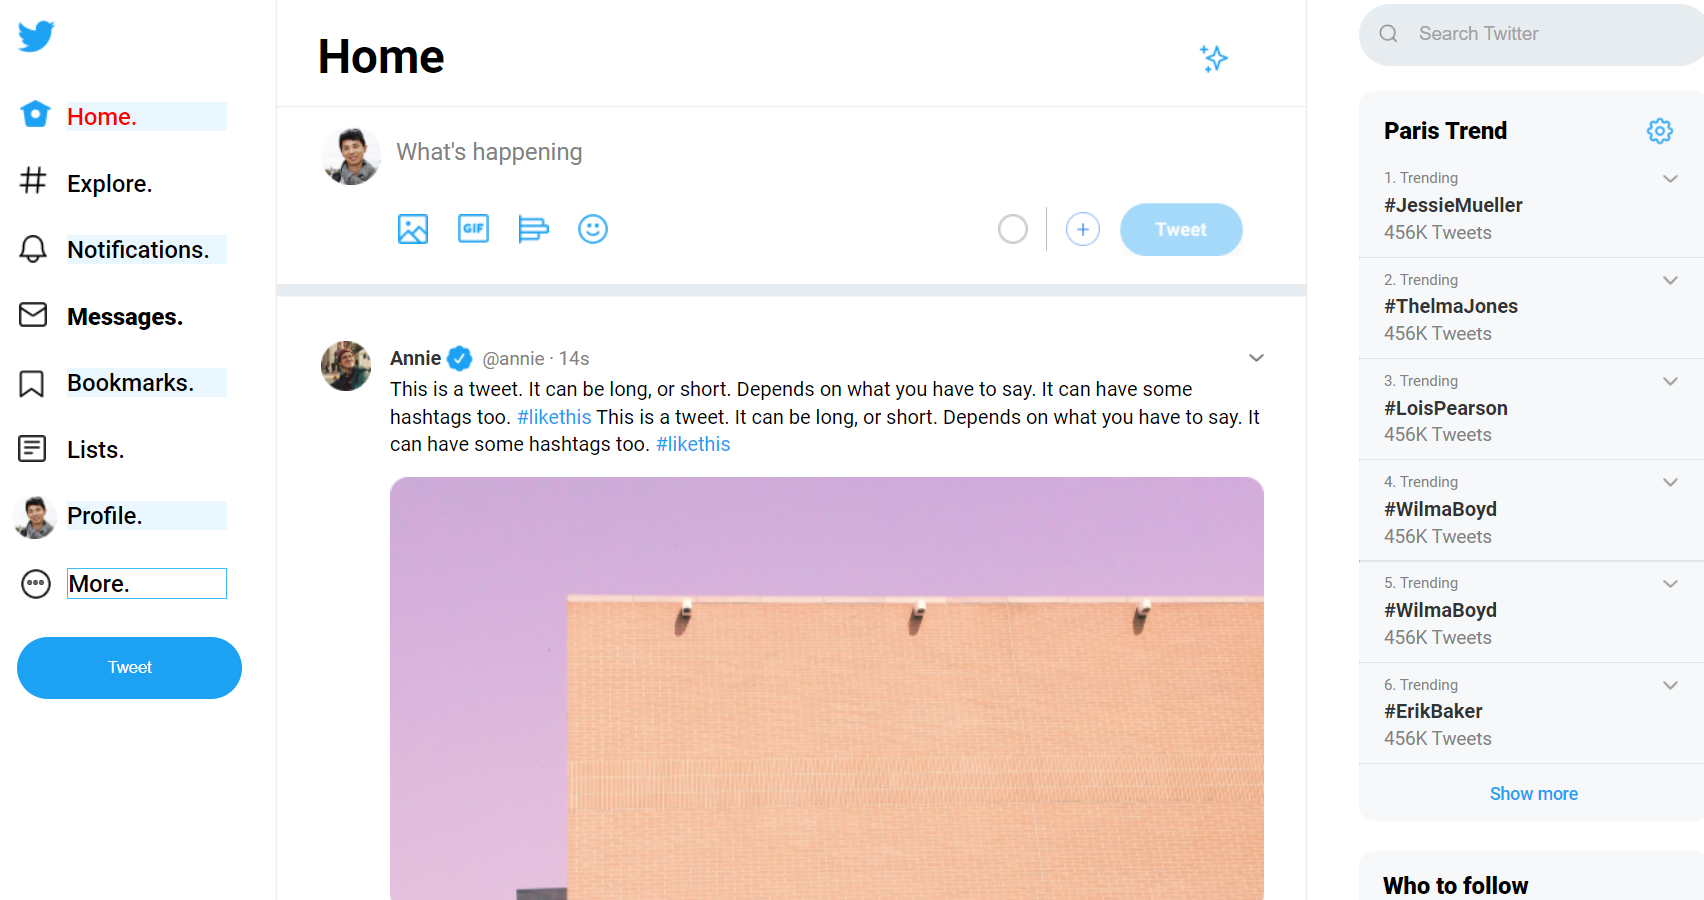 Home.
Explore.
Notifications.
Messages.
Bookmarks.
Lists.
Profile.
More.
Tweet
Home
What's happening
GIF
Tweet
Annie @annie · 14s
This is a tweet. It can be long, or short. Depends on what you have to say. It can have some
hashtags too. #likethis This is a tweet. It can be long, or short. Depends on what you have to say. It
can have some hashtags too. #likethis
Search Twitter
Paris Trend
1. Trending
#JessieMueller
456K Tweets
2. Trending
#ThelmaJones
456K Tweets
3. Trending
#LoisPearson
456K Tweets
4. Trending
#WilmaBoyd
456K Tweets
5. Trending
#WilmaBoyd
456K Tweets
6. Trending
#ErikBaker
456K Tweets
Show more
Who to follow